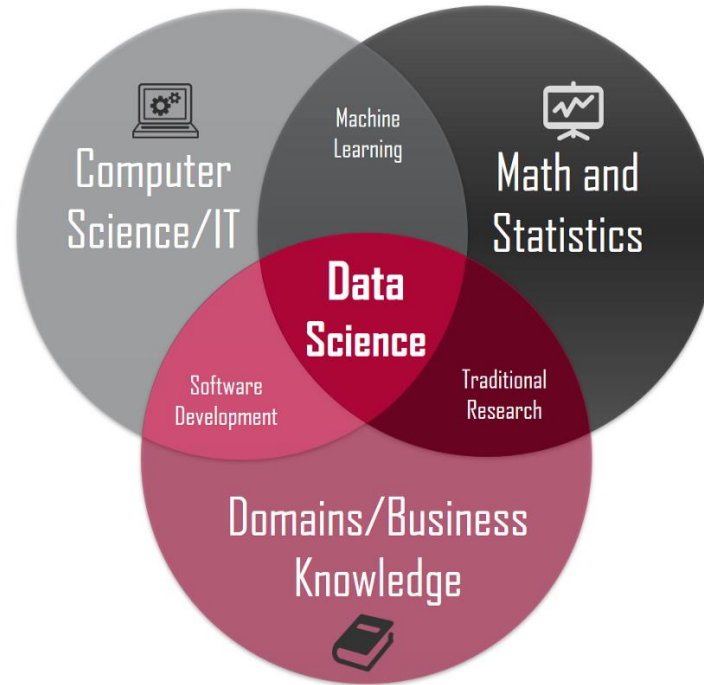 Machine
Learning
Computer
Science/IT
Math and
Statistics
Data
Science
Software
Development
Traditional
Research
Domains/Business
Knowledge